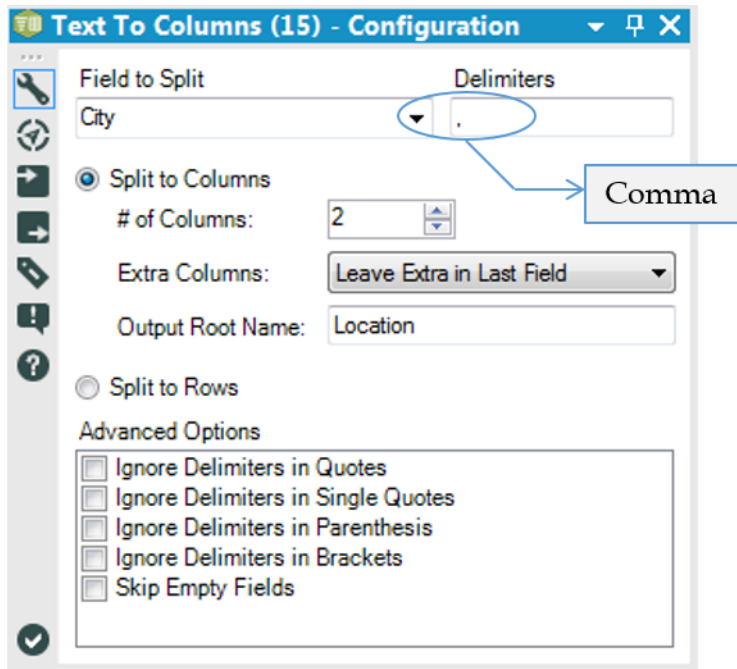 Text To Columns (15) - Configuration
Field to Split Delimiters
City ,
Comma
Split to Columns
# of Columns: 2
Extra Columns: Leave Extra in Last Field
Output Root Name: Location
Split to Rows
Advanced Options
Ignore Delimiters in Quotes
Ignore Delimiters in Single Quotes
Ignore Delimiters in Parenthesis
Ignore Delimiters in Brackets
Skip Empty Fields